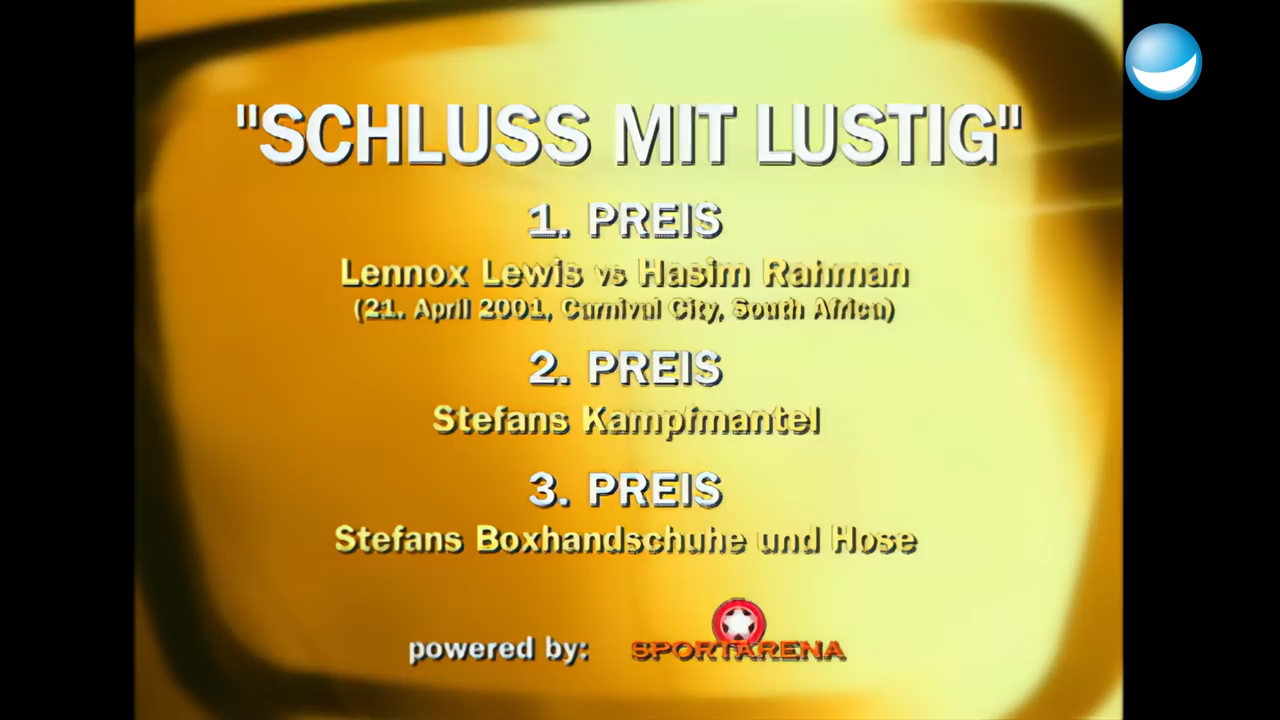 "SCHLUSS MIT LUSTIG"
1. PREIS
Lennox Lewis vs Hasim Rahman
(21. April 2001, Carnival City, South Africa)
2. PREIS
Stefans Kampfmantel
3. PREIS
Stefans Boxhandschuhe und Hose
powered by: SPORTARENA